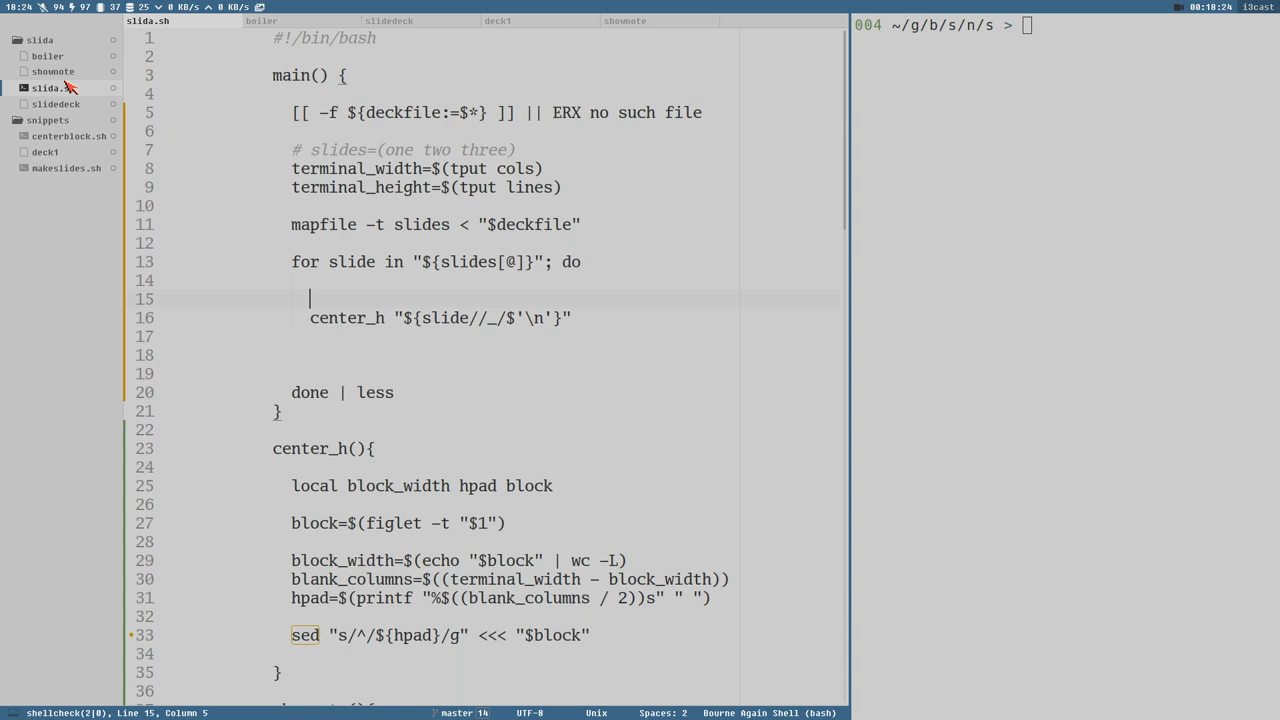 18:24 94 97 37 25 0 KB/s 0 KB/s 00:18:24 i3cast
slida.sh boiler slidedeck deck1 shownote
slida
boiler
shownote
slida.s
slidedeck
snippets
centerblock.sh
deck1
makeslides.sh
1 #!/bin/bash
2
3 main() {
4
5 [[ -f ${deckfile:=$*} ]] || ERX no such file
6
7 # slides=(one two three)
8 terminal_width=$(tput cols)
9 terminal_height=$(tput lines)
10
11 mapfile -t slides < "$deckfile"
12
13 for slide in "${slides[@]}"; do
14
15
16 center_h "${slide//_/$'\n'}"
17
18
19
20 done | less
21 }
22
23 center_h(){
24
25 local block_width hpad block
26
27 block=$(figlet -t "$1")
28
29 block_width=$(echo "$block" | wc -L)
30 blank_columns=$((terminal_width - block_width))
31 hpad=$(printf "%$((blank_columns / 2))s" " ")
32
33 sed "s/^/${hpad}/g" <<< "$block"
34
35 }
36
004 ~/g/b/s/n/s >
shellcheck(2|0), Line 15, Column 5 master 14 UTF-8 Unix Spaces: 2 Bourne Again Shell (bash)